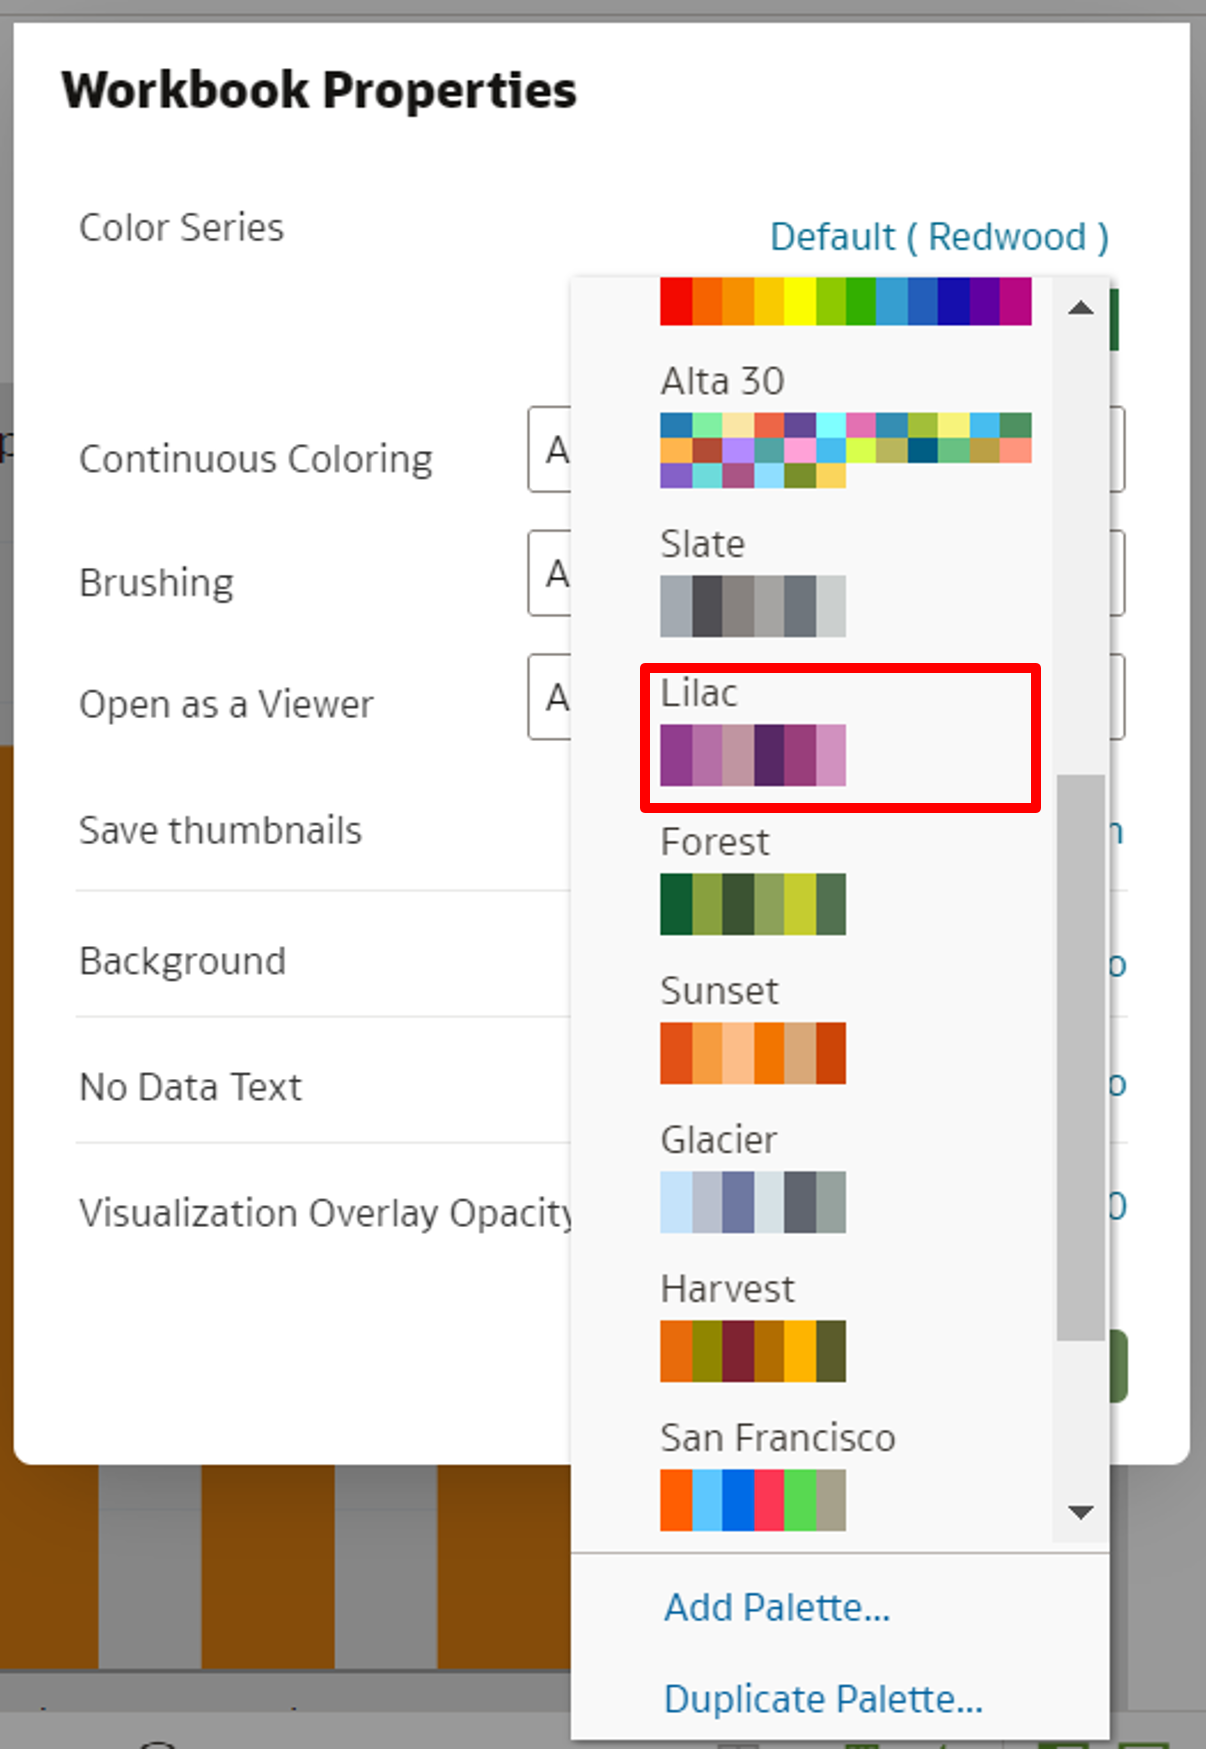 Workbook Properties
Color Series
Default ( Redwood )
Alta 30
Continuous Coloring
A
Slate
Brushing
A
Lilac
Open as a Viewer
A
Forest
Save thumbnails
Background
Sunset
No Data Text
Glacier
Visualization Overlay Opacity
Harvest
San Francisco
Add Palette...
Duplicate Palette...